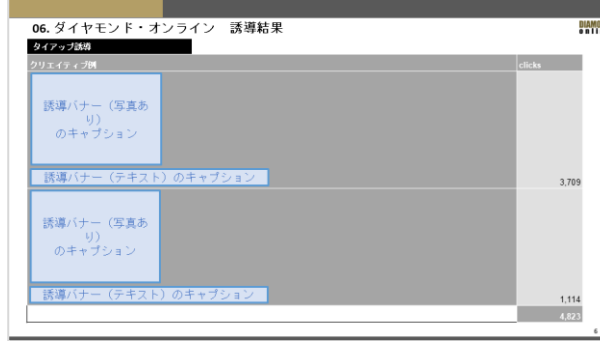 06. ダイヤモンド・オンライン　誘導結果
タイアップ誘導
クリエイティブ例 clicks
誘導バナー（写真あ
り）
のキャプション
誘導バナー（テキスト）のキャプション
3,709
誘導バナー（写真あ
り）
のキャプション
誘導バナー（テキスト）のキャプション
1,114
4,823
6